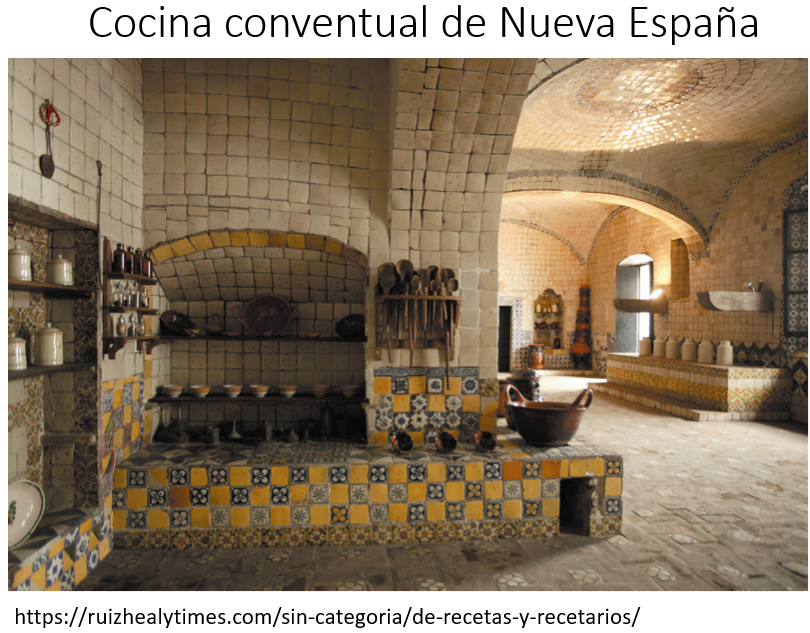 Cocina conventual de Nueva España
https://ruizhealytimes.com/sin-categoria/de-recetas-y-recetarios/